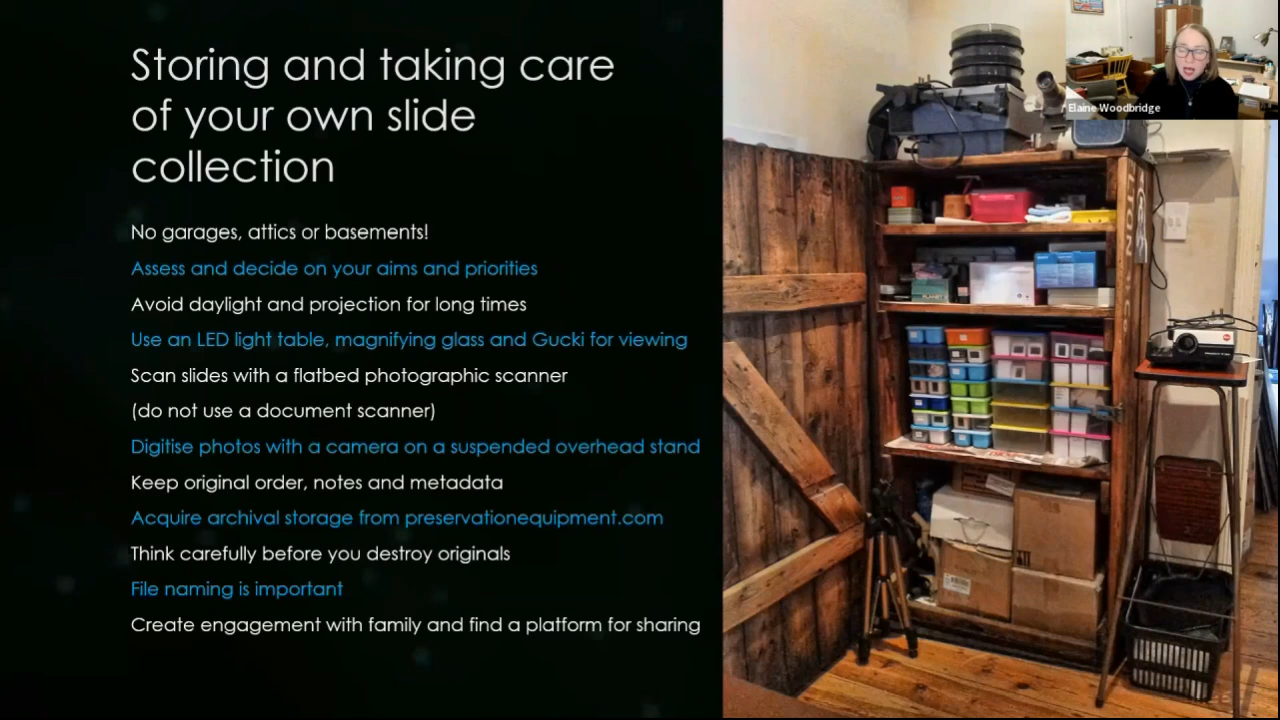 Storing and taking care
of your own slide
collection
No garages, attics or basements!
Assess and decide on your aims and priorities
Avoid daylight and projection for long times
Use an LED light table, magnifying glass and Gucki for viewing
Scan slides with a flatbed photographic scanner
(do not use a document scanner)
Digitise photos with a camera on a suspended overhead stand
Keep original order, notes and metadata
Acquire archival storage from preservationequipment.com
Think carefully before you destroy originals
File naming is important
Create engagement with family and find a platform for sharing
Elaine Woodbridge